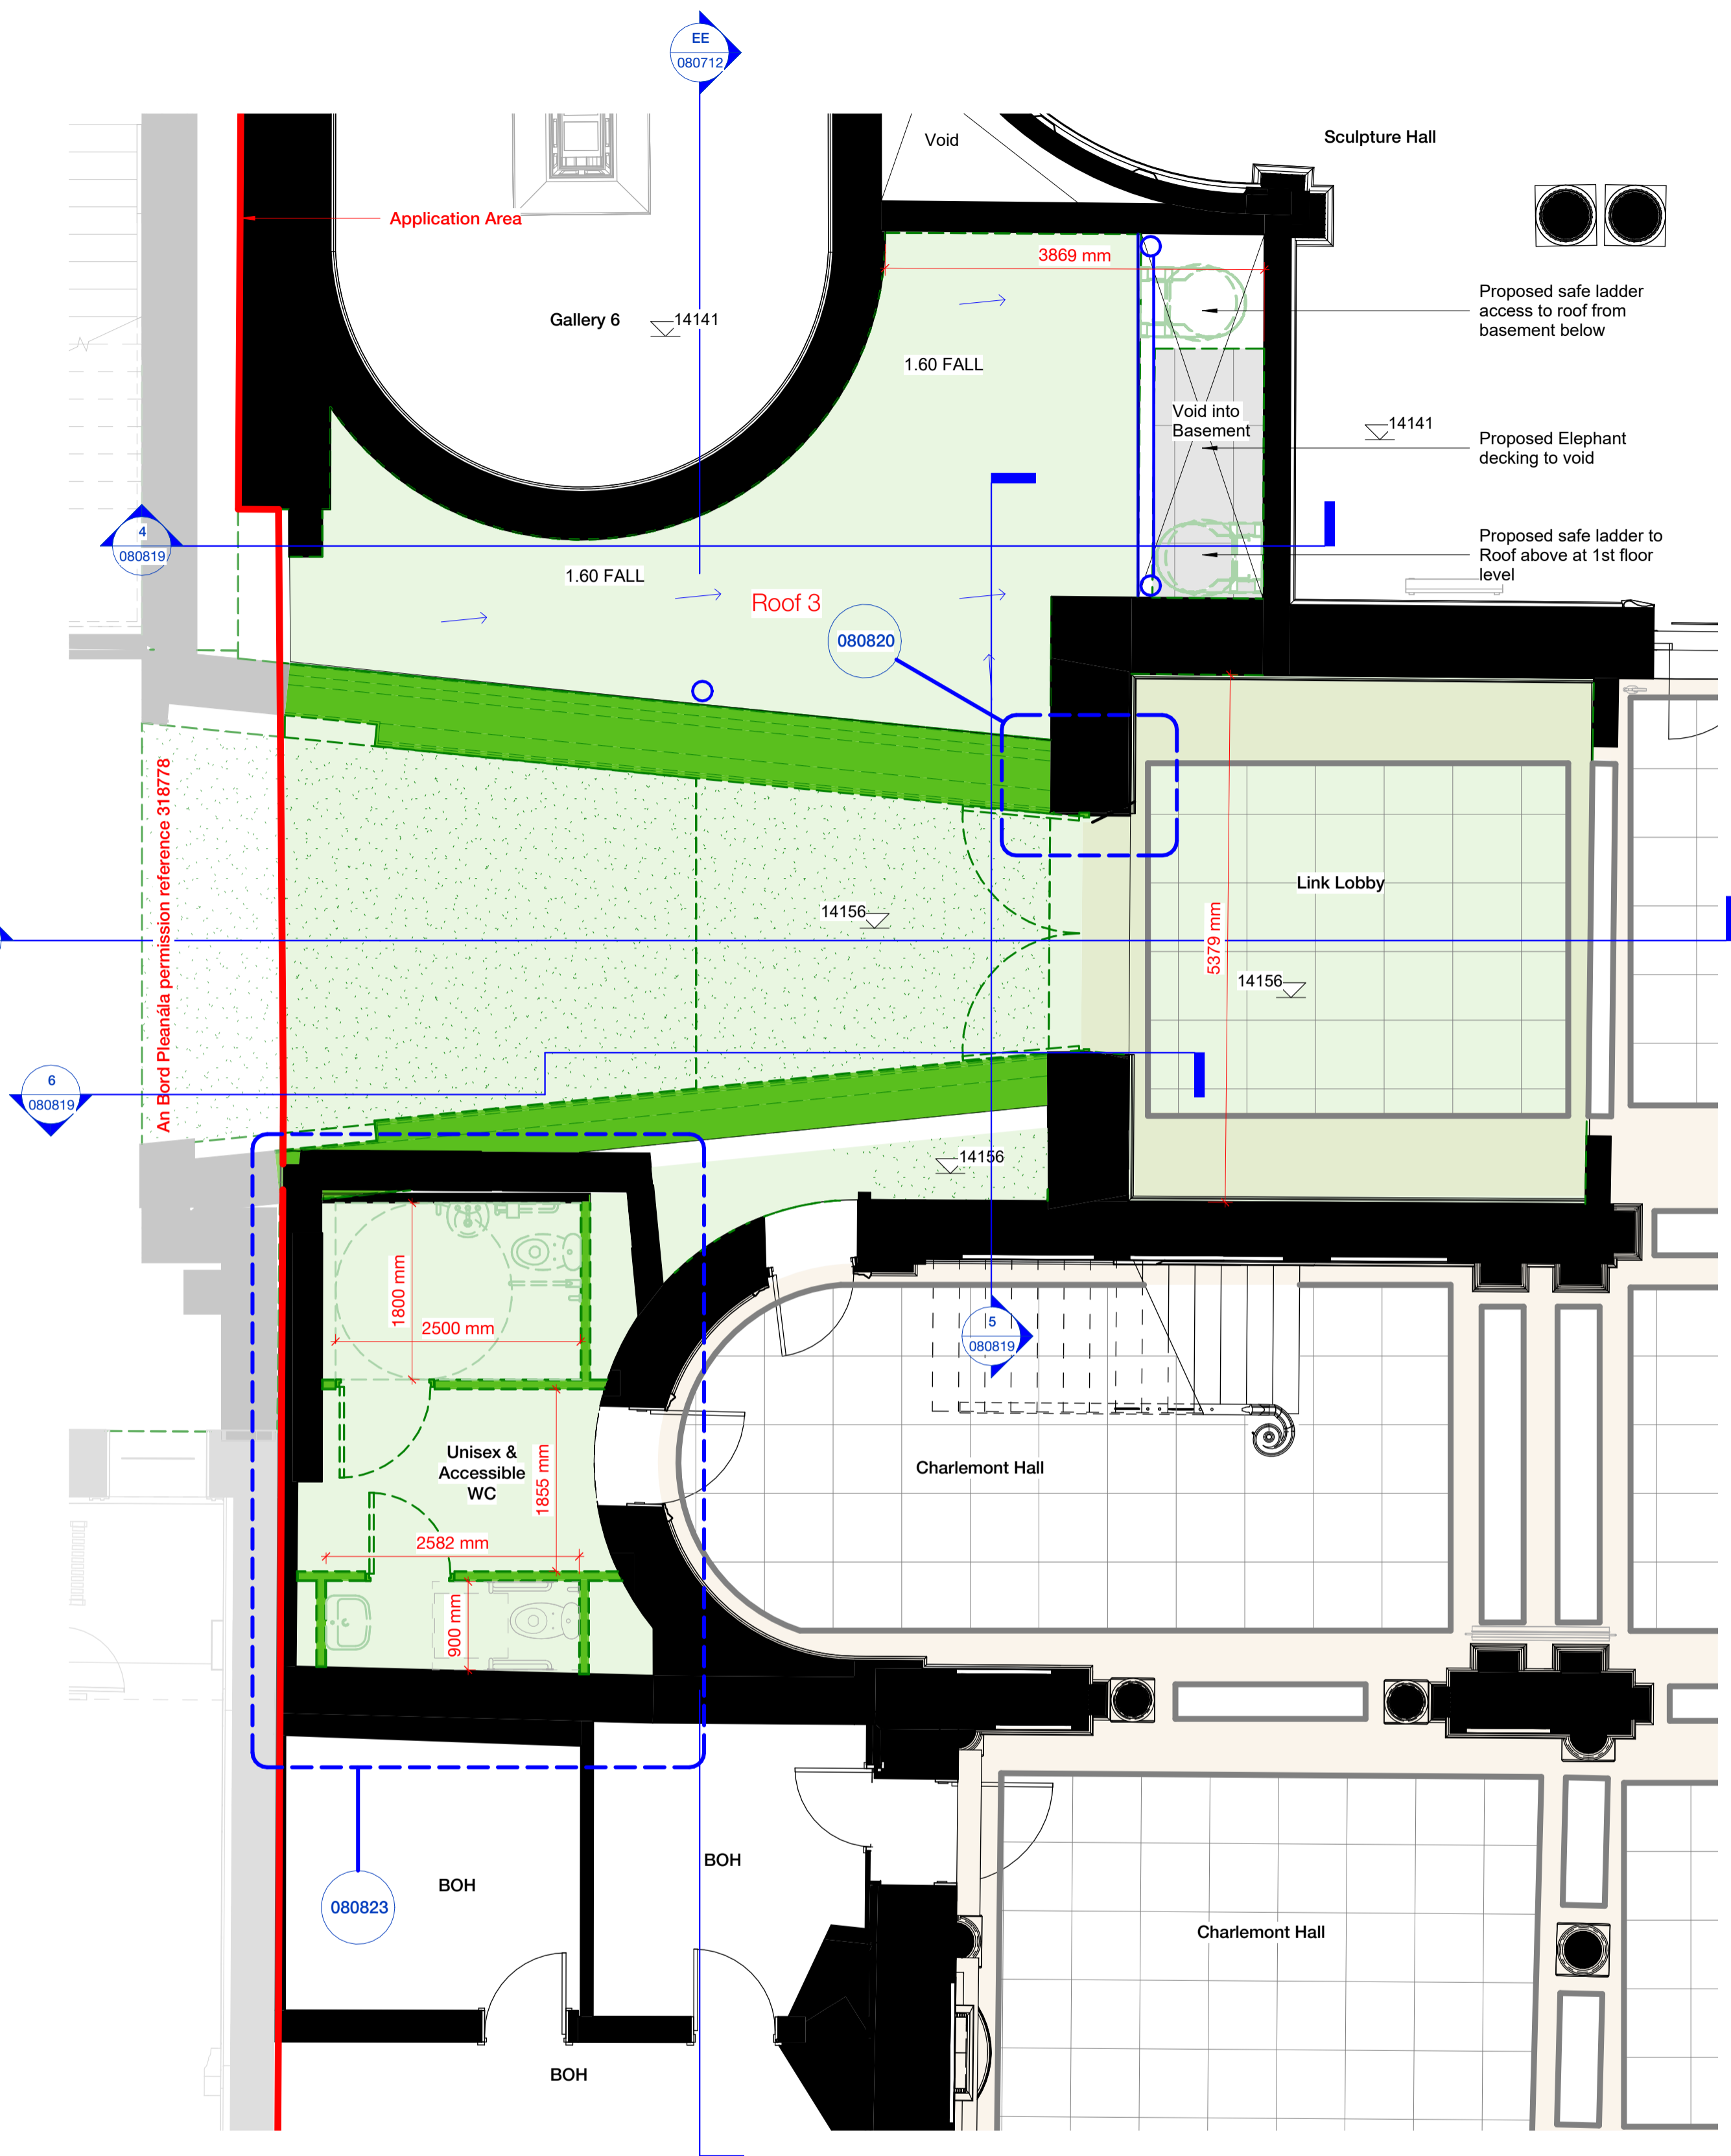 EE
080712
Void
Sculpture Hall
Application Area
3869 mm
Proposed safe ladder
access to roof from
basement below
Gallery 6
14141
1.60 FALL
Void into
Basement
14141
Proposed Elephant
decking to void
4
080819
Proposed safe ladder to
Roof above at 1st floor
level
1.60 FALL
Roof 3
080820
An Bord Pleanála permission reference 318778
14156
Link Lobby
5379 mm
14156
6
080819
14156
1800 mm
2500 mm
5
080819
Unisex &
Accessible
WC
1855 mm
Charlemont Hall
2582 mm
900 mm
BOH
BOH
080823
Charlemont Hall
BOH